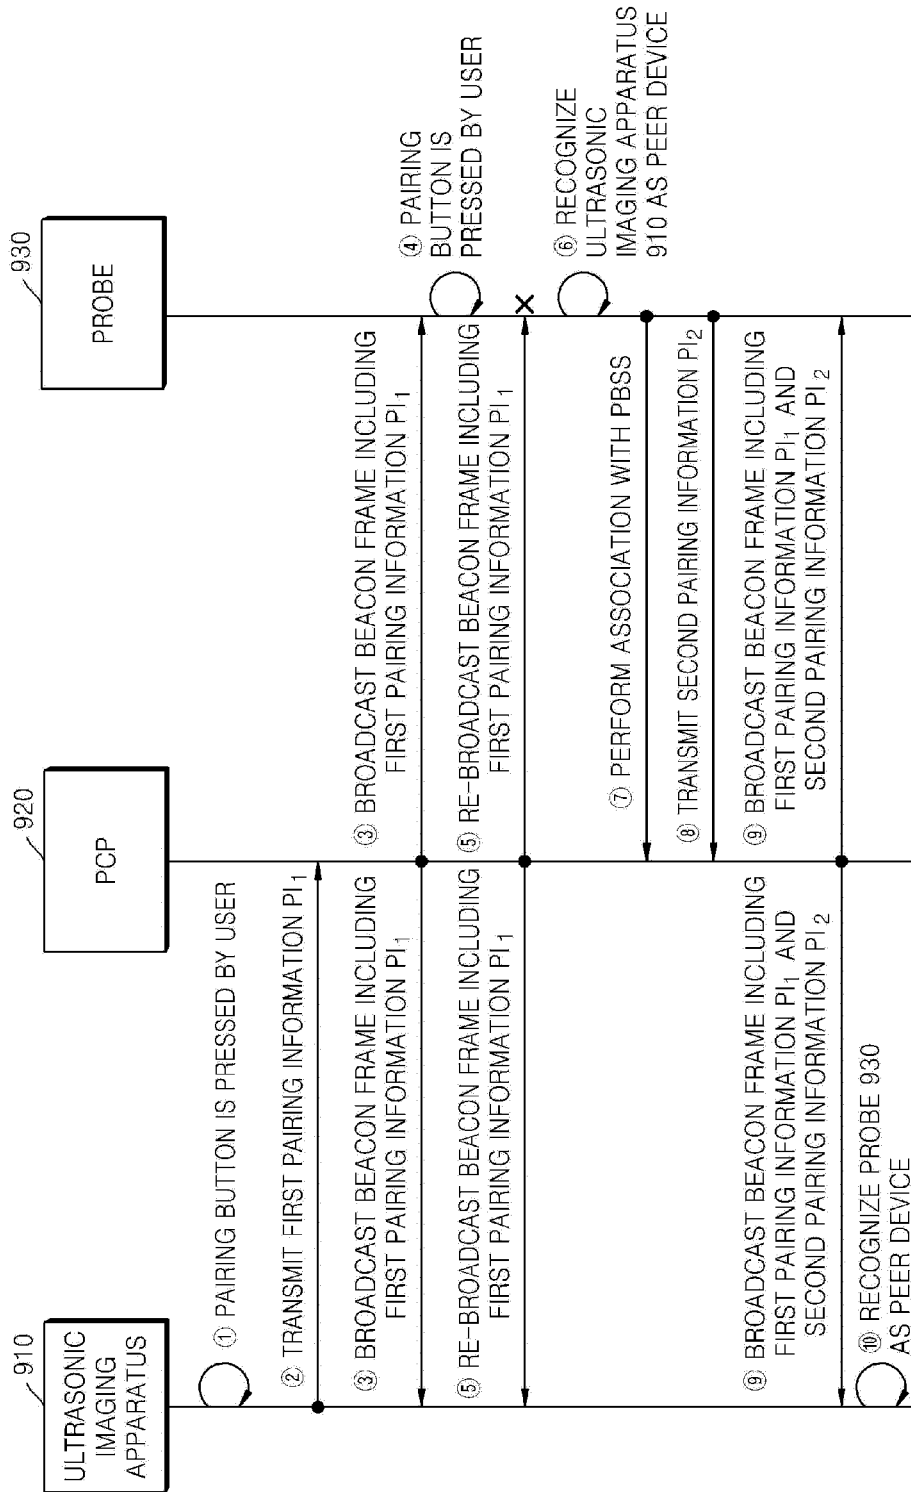 910
ULTRASONIC
IMAGING
APPARATUS
920
PCP
930
PROBE
① PAIRING BUTTON IS PRESSED BY USER
② TRANSMIT FIRST PAIRING INFORMATION PI1
③ BROADCAST BEACON FRAME INCLUDING
FIRST PAIRING INFORMATION PI1
③ BROADCAST BEACON FRAME INCLUDING
FIRST PAIRING INFORMATION PI1
④ PAIRING
BUTTON IS
PRESSED BY USER
⑤ RE-BROADCAST BEACON FRAME INCLUDING
FIRST PAIRING INFORMATION PI1
⑤ RE-BROADCAST BEACON FRAME INCLUDING
FIRST PAIRING INFORMATION PI1
⑥ RECOGNIZE
ULTRASONIC
IMAGING APPARATUS
910 AS PEER DEVICE
⑦ PERFORM ASSOCIATION WITH PBSS
⑧ TRANSMIT SECOND PAIRING INFORMATION PI2
⑨ BROADCAST BEACON FRAME INCLUDING
FIRST PAIRING INFORMATION PI1 AND
SECOND PAIRING INFORMATION PI2
⑨ BROADCAST BEACON FRAME INCLUDING
FIRST PAIRING INFORMATION PI1 AND
SECOND PAIRING INFORMATION PI2
⑩ RECOGNIZE PROBE 930
AS PEER DEVICE